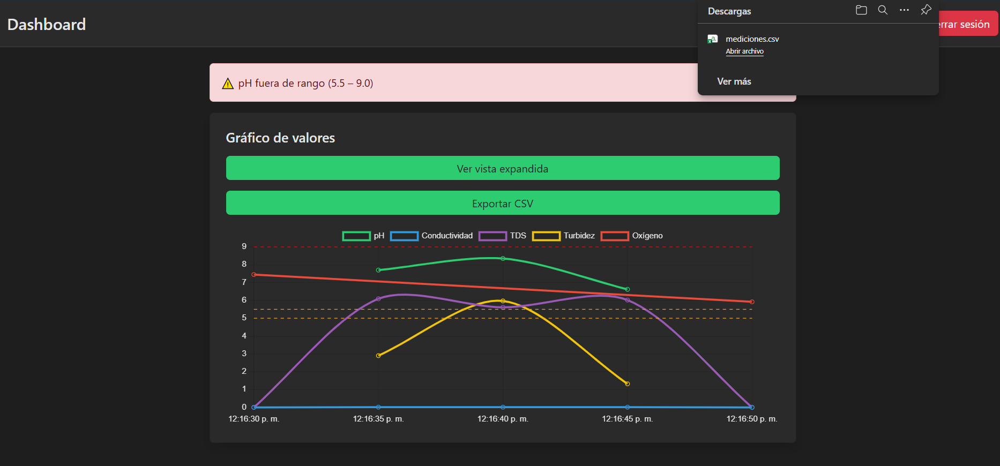 Dashboard
Descargas
errar sesión
mediciones.csv
Abrir archivo
Ver más
pH fuera de rango (5.5 – 9.0)
Gráfico de valores
Ver vista expandida
Exportar CSV
pH Conductividad TDS Turbidez Oxígeno
9
8
7
6
5
4
3
2
1
0
12:16:30 p. m. 12:16:35 p. m. 12:16:40 p. m. 12:16:45 p. m. 12:16:50 p. m.